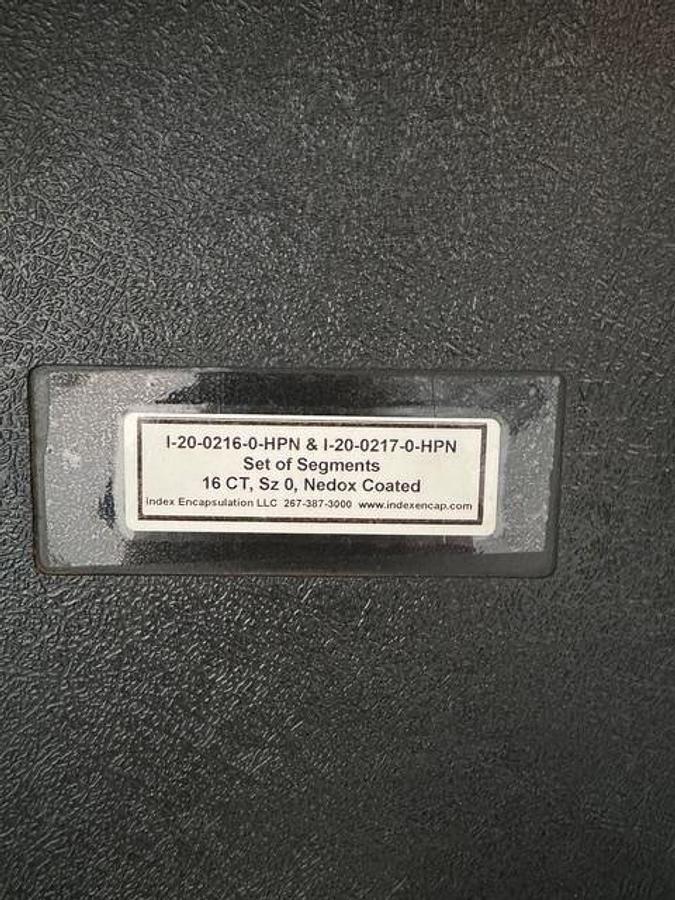 I-20-0216-0-HPN & I-20-0217-0-HPN
Set of Segments
16 CT, Sz 0, Nedox Coated
Index Encapsulation LLC 267-387-3000 www.indexencap.com